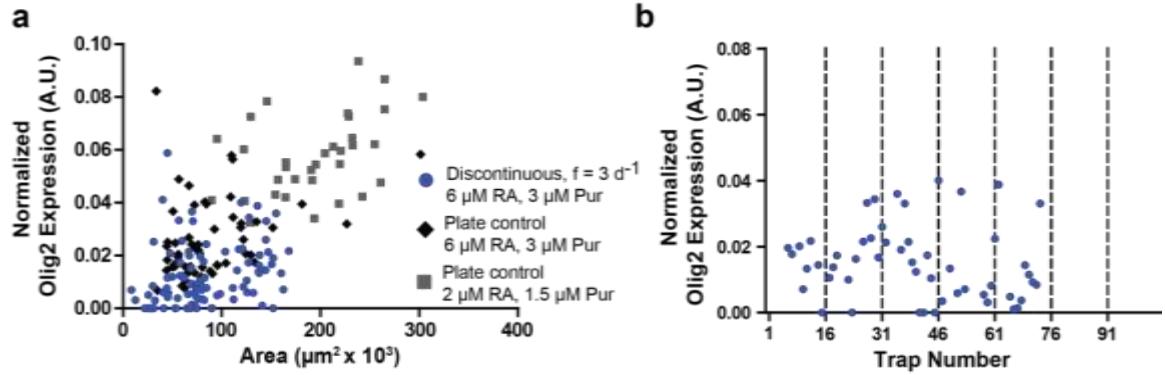 a
Normalized
Olig2 Expression (A.U.)
0.10
0.08
0.06
0.04
0.02
0.00
0
100
200
300
400
Area (µm² x 10³)
Discontinuous, f = 3 d⁻¹
6 µM RA, 3 µM Pur
Plate control
6 µM RA, 3 µM Pur
Plate control
2 µM RA, 1.5 µM Pur
b
Normalized
Olig2 Expression (A.U.)
0.08
0.06
0.04
0.02
0.00
1
16
31
46
61
76
91
Trap Number